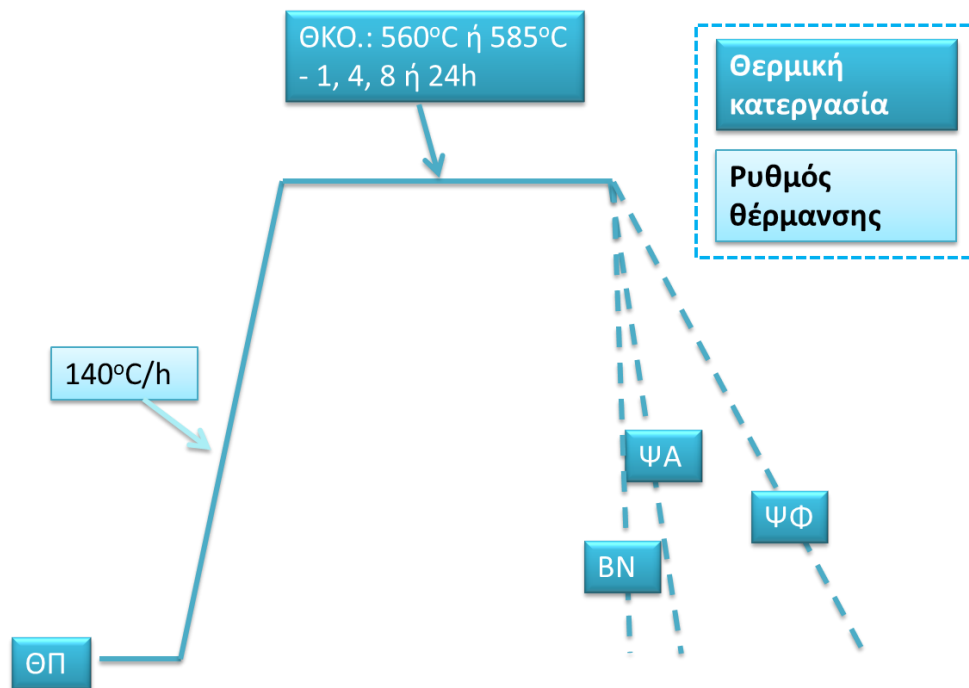 ΘΚΟ.: 560°C ή 585°C
- 1, 4, 8 ή 24h
Θερμική
κατεργασία
Ρυθμός
θέρμανσης
140°C/h
ΨΑ
ΨΦ
ΒΝ
ΘΠ